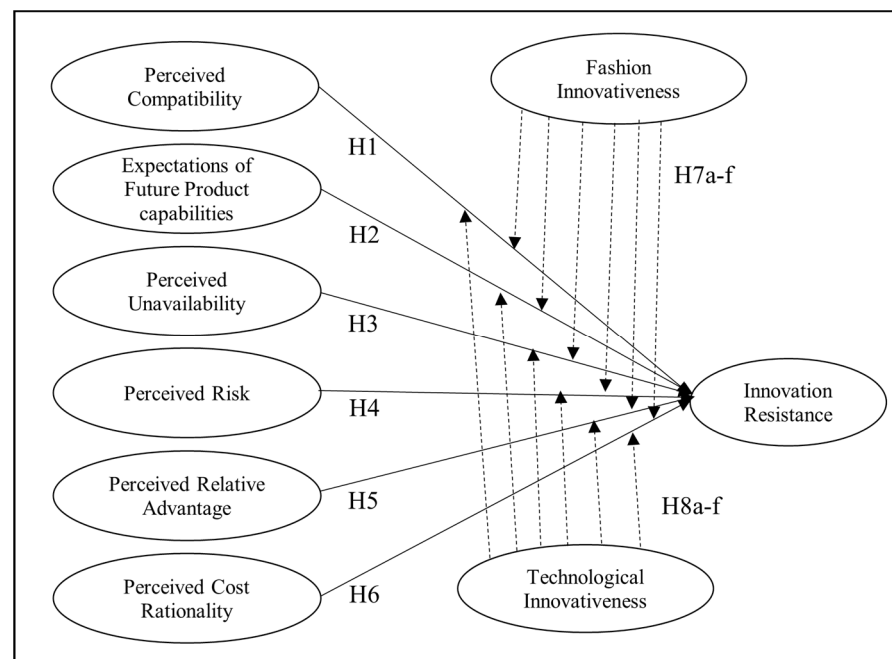 Perceived
Compatibility
Fashion
Innovativeness
H1
Expectations of
Future Product
capabilities
H7a-f
H2
Perceived
Unavailability
H3
Perceived Risk
H4
Innovation
Resistance
Perceived Relative
Advantage
H5
H8a-f
Perceived Cost
Rationality
H6
Technological
Innovativeness